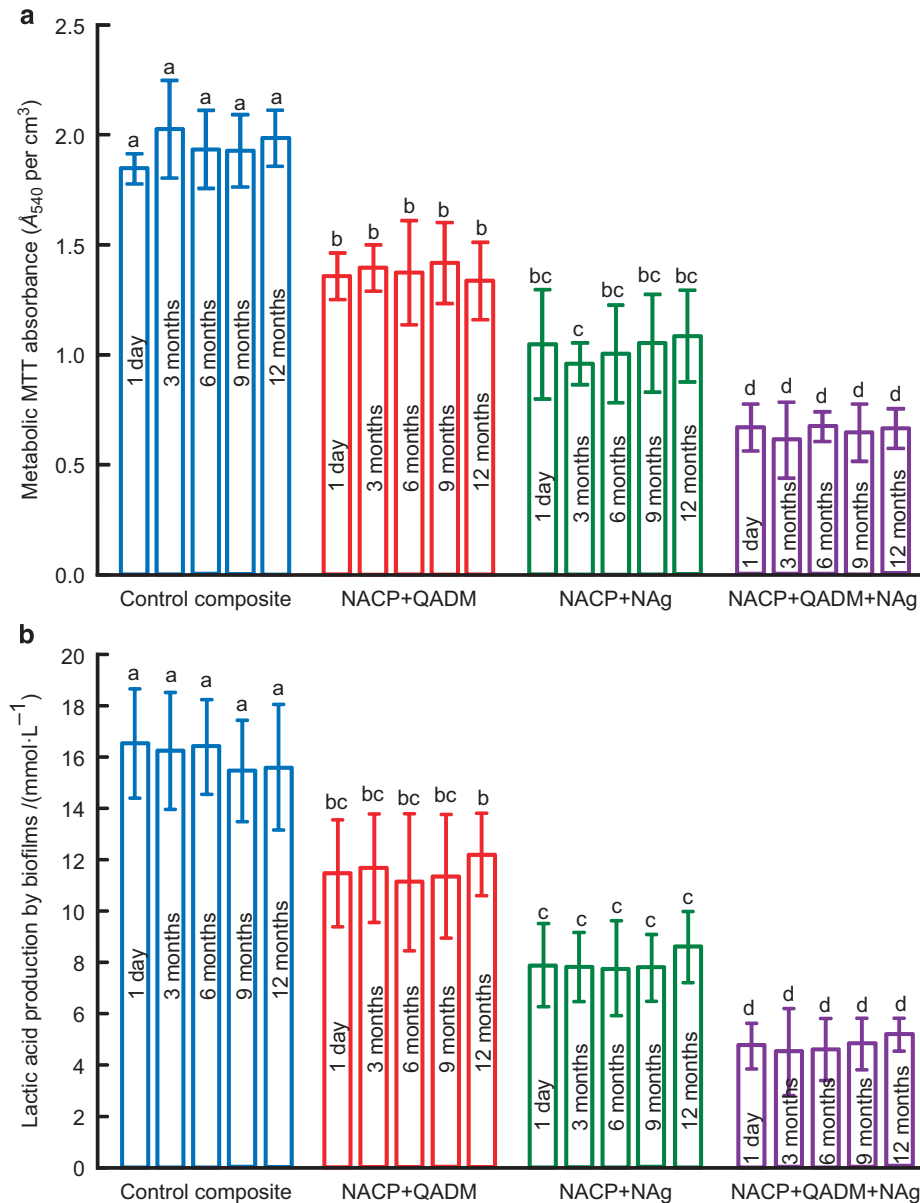 a
Metabolic MTT absorbance (Å540 per cm³)
2.5
2.0
1.5
1.0
0.5
0.0
a a a a a
b b b b b
bc c bc bc bc
d d d d d
1 day 3 months 6 months 9 months 12 months
1 day 3 months 6 months 9 months 12 months
1 day 3 months 6 months 9 months 12 months
1 day 3 months 6 months 9 months 12 months
Control composite NACP+QADM NACP+NAg NACP+QADM+NAg
b
Lactic acid production by biofilms /(mmol·L⁻¹)
20
18
16
14
12
10
8
6
4
2
0
a a a a a
bc bc bc bc b
c c c c c
d d d d d
1 day 3 months 6 months 9 months 12 months
1 day 3 months 6 months 9 months 12 months
1 day 3 months 6 months 9 months 12 months
1 day 3 months 6 months 9 months 12 months
Control composite NACP+QADM NACP+NAg NACP+QADM+NAg